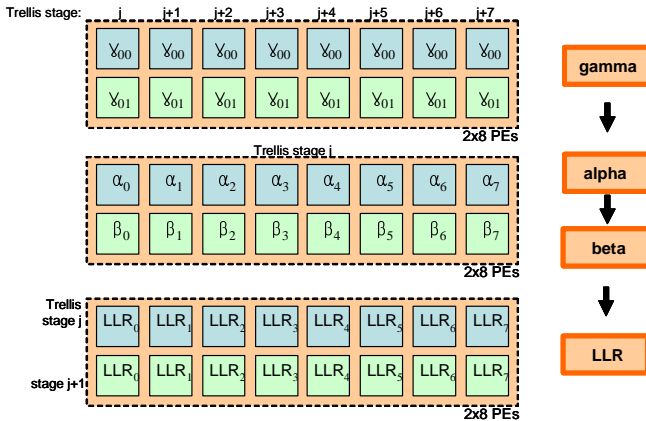 Trellis stage: j j+1 j+2 j+3 j+4 j+5 j+6 j+7
γ00 γ00 γ00 γ00 γ00 γ00 γ00 γ00
γ01 γ01 γ01 γ01 γ01 γ01 γ01 γ01
2x8 PEs
gamma
Trellis stage j
α0 α1 α2 α3 α4 α5 α6 α7
β0 β1 β2 β3 β4 β5 β6 β7
2x8 PEs
alpha
beta
Trellis
stage j
LLR0 LLR1 LLR2 LLR3 LLR4 LLR5 LLR6 LLR7
stage j+1
LLR0 LLR1 LLR2 LLR3 LLR4 LLR5 LLR6 LLR7
2x8 PEs
LLR